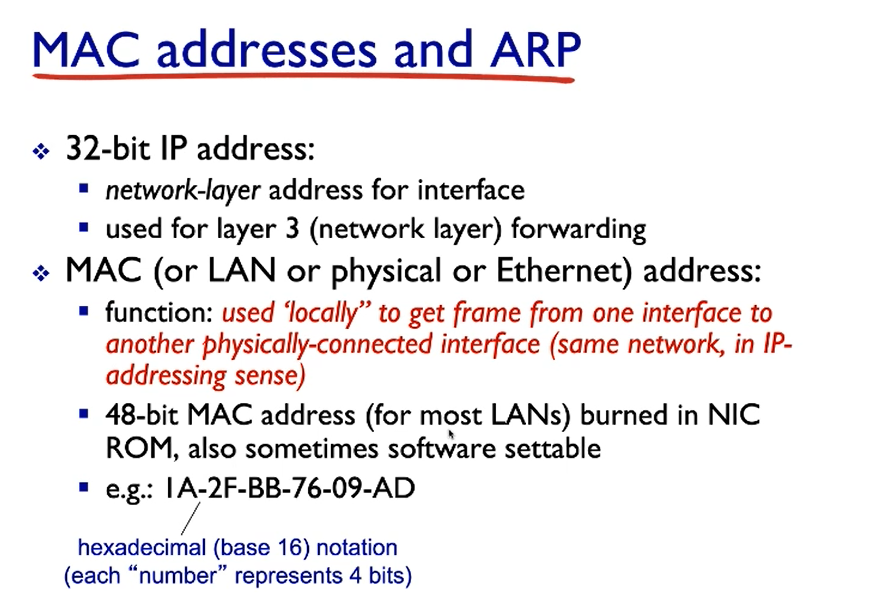 MAC addresses and ARP
❖ 32-bit IP address:
▪ network-layer address for interface
▪ used for layer 3 (network layer) forwarding
❖ MAC (or LAN or physical or Ethernet) address:
▪ function: used ‘locally” to get frame from one interface to
another physically-connected interface (same network, in IP-
addressing sense)
▪ 48-bit MAC address (for most LANs) burned in NIC
ROM, also sometimes software settable
▪ e.g.: 1A-2F-BB-76-09-AD
hexadecimal (base 16) notation
(each “number” represents 4 bits)